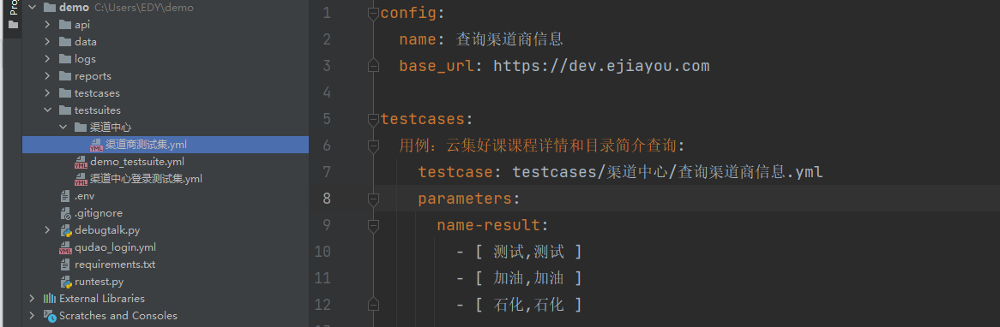 Pro
demo C:\Users\EDY\demo
api
data
logs
reports
testcases
testsuites
渠道中心
渠道商测试集.yml
demo_testsuite.yml
渠道中心登录测试集.yml
.env
.gitignore
debugtalk.py
qudao_login.yml
requirements.txt
runtest.py
External Libraries
Scratches and Consoles
1 config:
2 name: 查询渠道商信息
3 base_url: https://dev.ejiayou.com
4
5 testcases:
6 用例：云集好课课程详情和目录简介查询:
7 testcase: testcases/渠道中心/查询渠道商信息.yml
8 parameters:
9 name-result:
10 - [ 测试,测试 ]
11 - [ 加油,加油 ]
12 - [ 石化,石化 ]